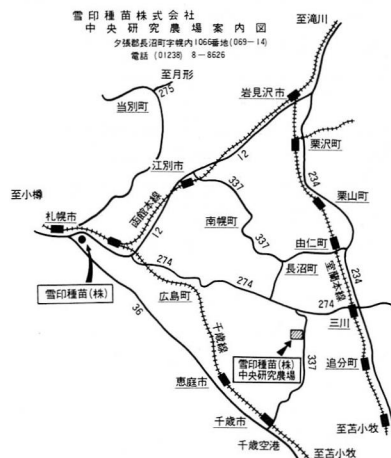 雪印種苗株式会社
中央研究農場案内図
夕張郡長沼町字幌内1066番地(069-14)
電話 (01238) 8-8626
至滝川
至月形
275
当別町
岩見沢市
栗沢町
12
江別市
337
234
至小樽
札幌市
函館本線
南幌町
栗山町
12
337
由仁町
雪印種苗(株)
274
長沼町
室蘭本線
234
広島町
274
274
36
三川
千歳線
雪印種苗(株)
中央研究農場
337
追分町
恵庭市
千歳市
千歳空港
至苫小牧
至苫小牧